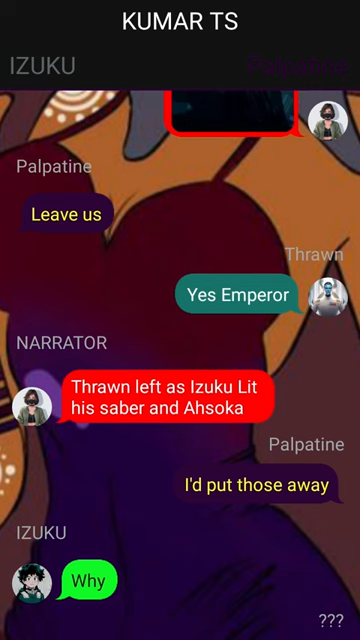 KUMAR TS
IZUKU
Palpatine
Palpatine
Leave us
Thrawn
Yes Emperor
NARRATOR
Thrawn left as Izuku Lit
his saber and Ahsoka
Palpatine
I'd put those away
IZUKU
Why
???